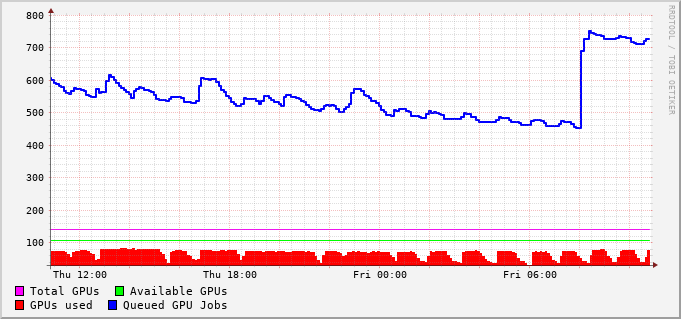 800
700
600
500
400
300
200
100
Thu 12:00 Thu 18:00 Fri 00:00 Fri 06:00
Total GPUs Available GPUs
GPUs used Queued GPU Jobs
RRDTOOL / TOBI OETIKER